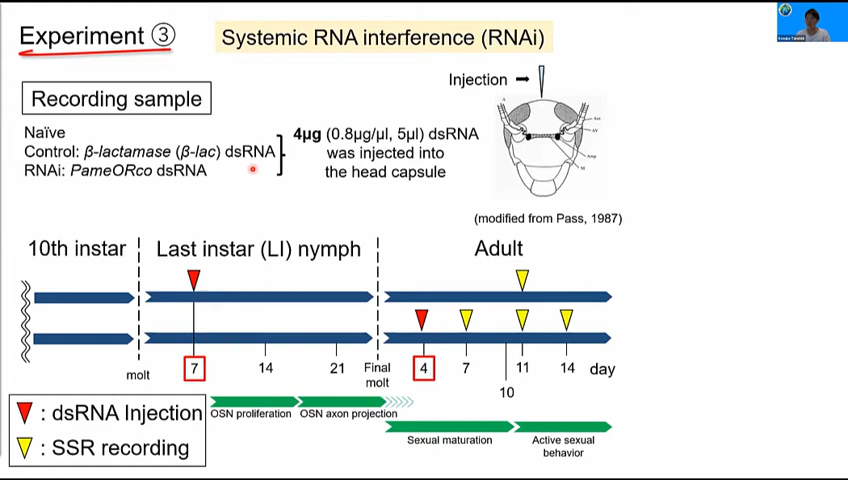 Experiment ③
Systemic RNA interference (RNAi)
Injection
Recording sample
Naïve
Control: β-lactamase (β-lac) dsRNA
RNAi: PameORco dsRNA
4μg (0.8μg/μl, 5μl) dsRNA
was injected into
the head capsule
(modified from Pass, 1987)
10th instar
Last instar (LI) nymph
Adult
molt
7
14
21
Final
molt
4
7
10
11
14
day
: dsRNA Injection
: SSR recording
OSN proliferation
OSN axon projection
Sexual maturation
Active sexual
behavior